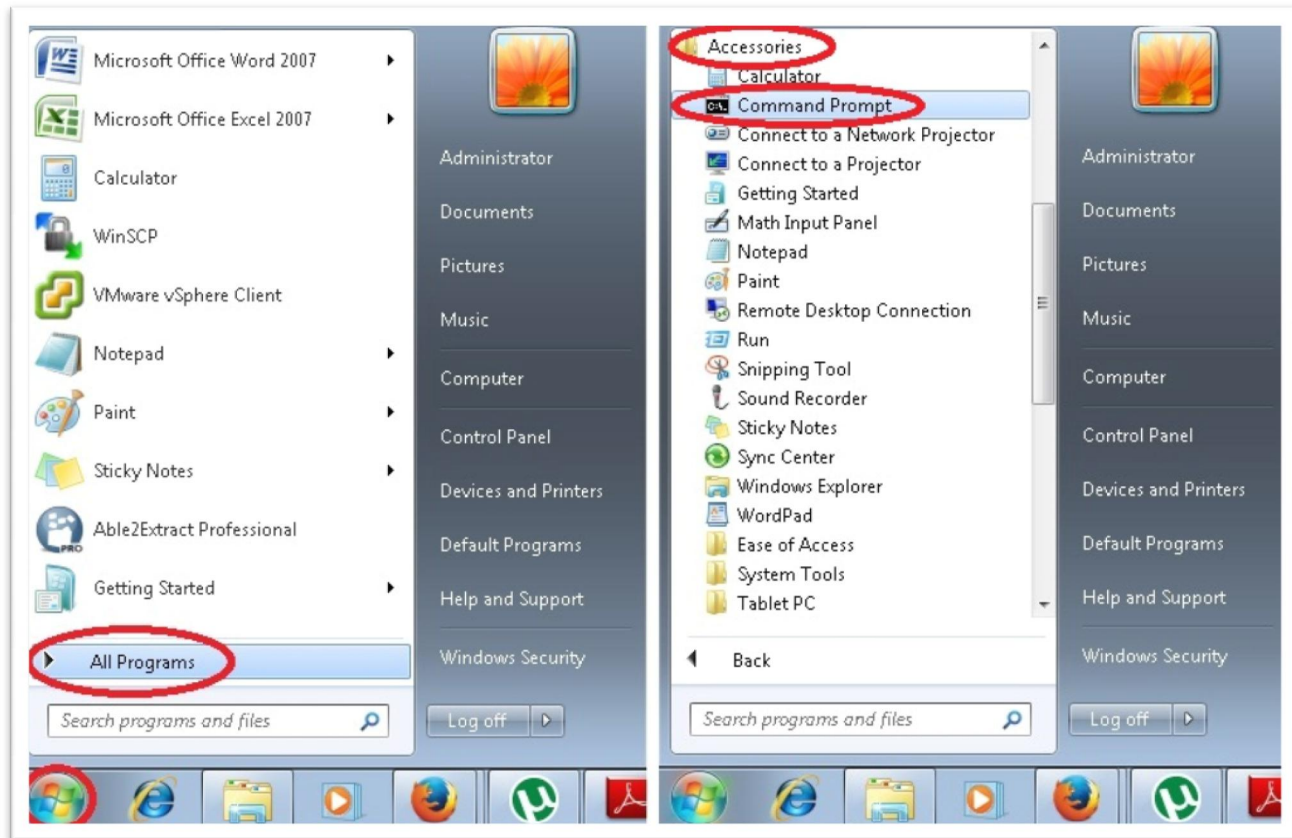 Microsoft Office Word 2007
Microsoft Office Excel 2007
Calculator
WinSCP
VMware vSphere Client
Notepad
Paint
Sticky Notes
Able2Extract Professional
PRO
Getting Started
All Programs
Search programs and files
Administrator
Documents
Pictures
Music
Computer
Control Panel
Devices and Printers
Default Programs
Help and Support
Windows Security
Log off
Accessories
Calculator
C:\. Command Prompt
Connect to a Network Projector
Connect to a Projector
Getting Started
Math Input Panel
Notepad
Paint
Remote Desktop Connection
Run
Snipping Tool
Sound Recorder
Sticky Notes
Sync Center
Windows Explorer
WordPad
Ease of Access
System Tools
Tablet PC
Back
Search programs and files
Administrator
Documents
Pictures
Music
Computer
Control Panel
Devices and Printers
Default Programs
Help and Support
Windows Security
Log off